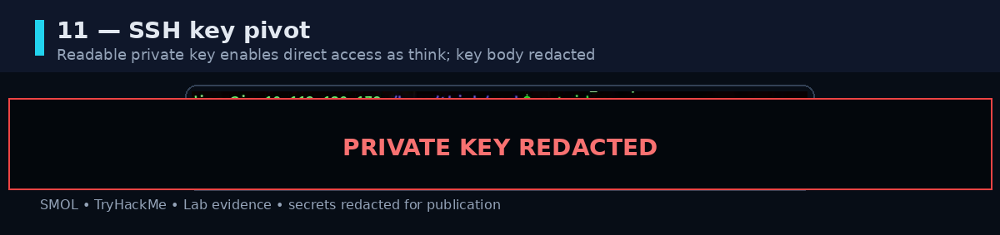 11 — SSH key pivot
Readable private key enables direct access as think; key body redacted
PRIVATE KEY REDACTED
SMOL • TryHackMe • Lab evidence • secrets redacted for publication